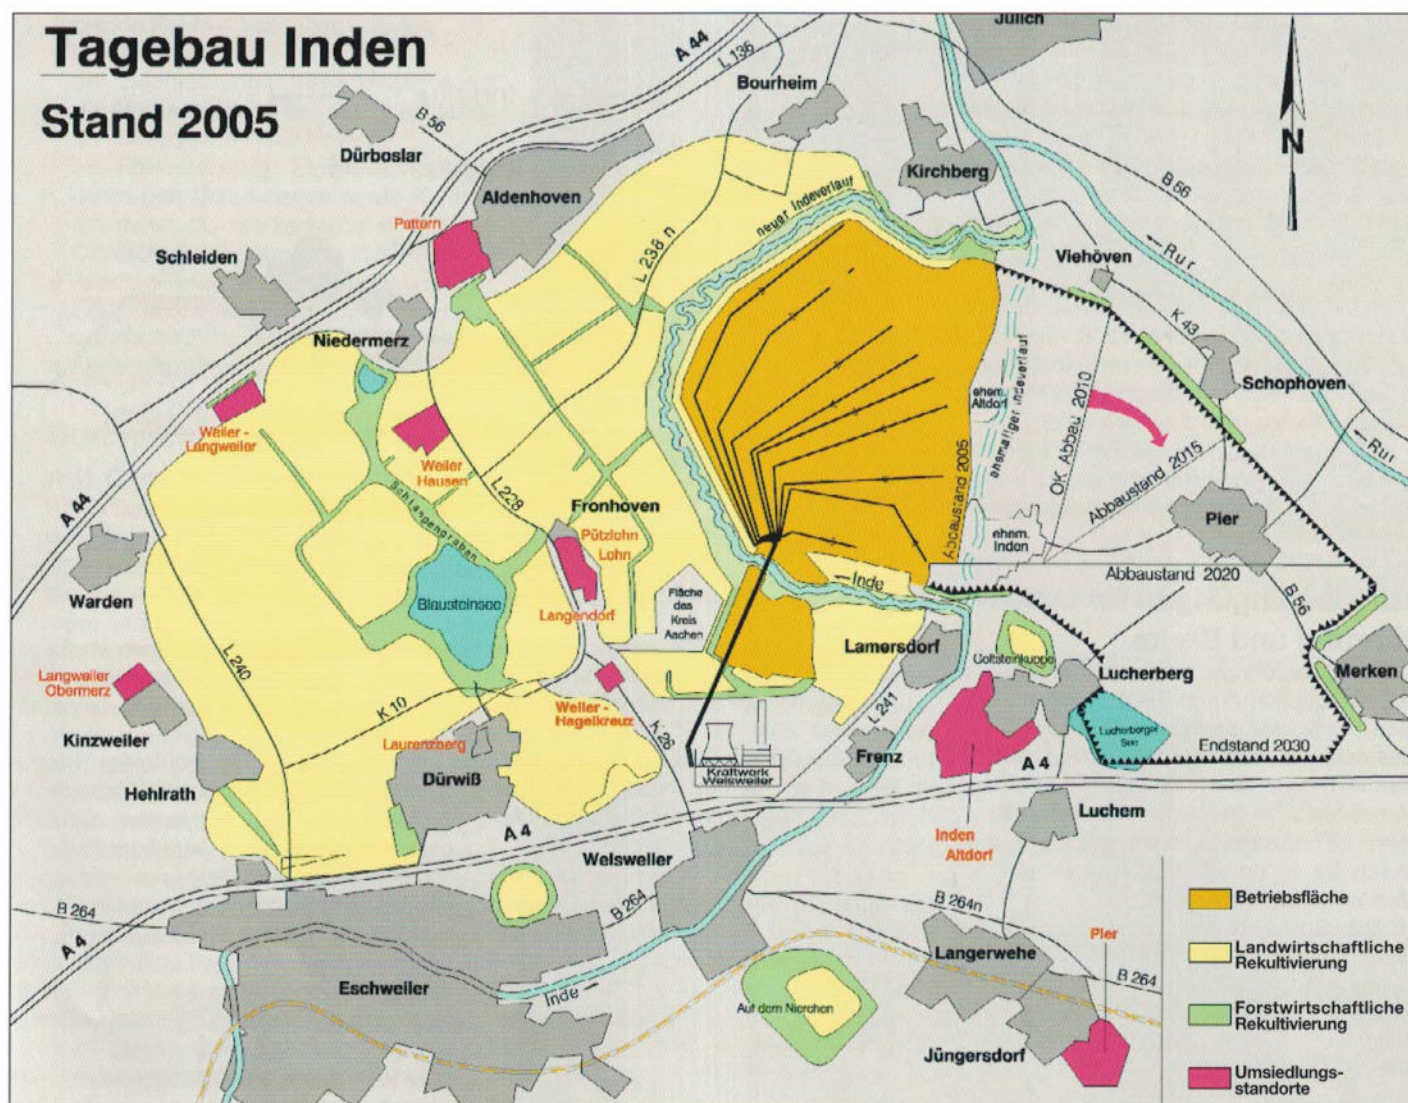 Tagebau Inden
Stand 2005
A 44
L 136
Jülich
Bourheim
B 56
Dürboslar
Aldenhoven
Kirchberg
N
B 56
Pattern
neuer Indeverlauf
L 238 n
Schleiden
Viehöven
Rur
K 43
Niedermerz
Schophoven
ehem.
Altdorf
ehemaliger Indeverlauf
OK Abbau 2010
Weiler -
Langweiler
Weiler
Hausen
Rur
Abbaustand 2015
A 44
L228
Schlangengraben
Fronhoven
Pützlohn
Lohn
Abbaustand 2005
Pier
ehem.
Inden
Warden
Blausteinsee
Langendorf
Fläche
des
Kreis
Aachen
Inde
Abbaustand 2020
B 56
L 240
Lamersdorf
Goltsteinkuppe
Lucherberg
Merken
Langweiler
Obermerz
K 10
Weiler -
Hagelkreuz
K 26
L 241
Lucherberger
See
Endstand 2030
Kinzweiler
Laurenzberg
Dürwiß
Frenz
Kraftwerk
Weisweiler
A 4
Hehlrath
Luchem
A 4
Inden
Altdorf
Weisweiler
B 264
A 4
B 264
B 264n
Betriebsfläche
Langerwehe
Pier
Landwirtschaftliche
Rekultivierung
B 264
Eschweiler
Inde
Auf dem Nierchen
Forstwirtschaftliche
Rekultivierung
Jüngersdorf
Umsiedlungs-
standorte